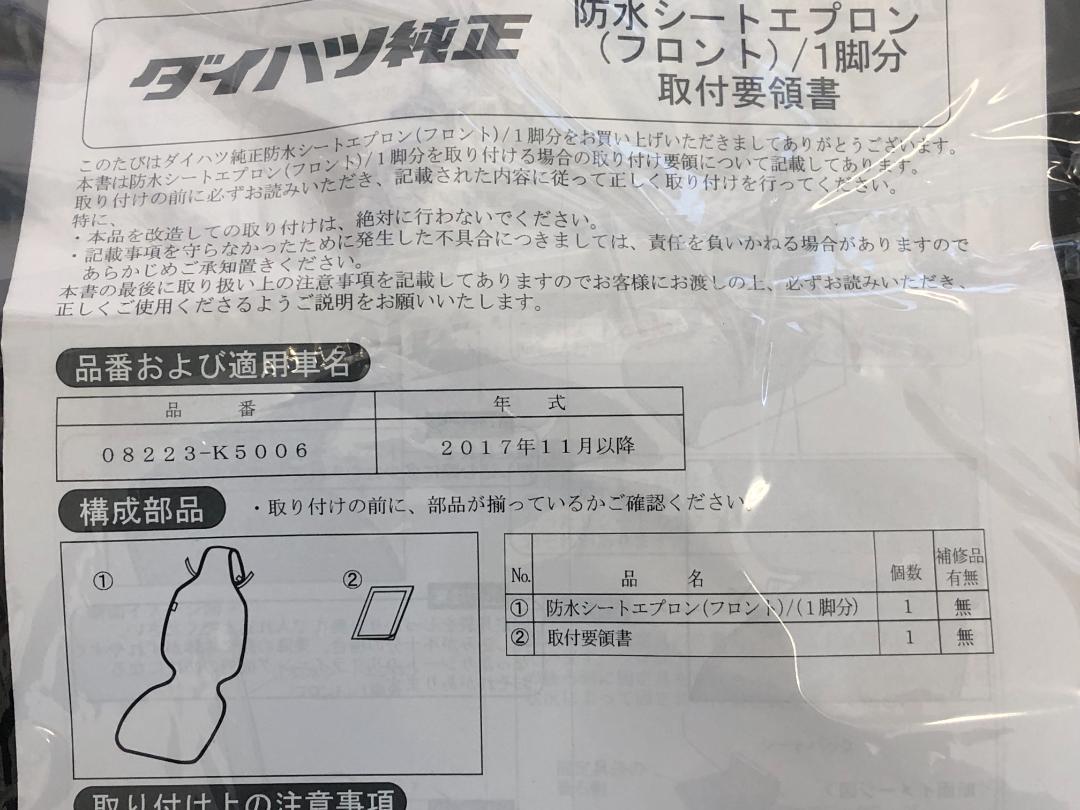 ダイハツ純正
防水シートエプロン
(フロント)/1脚分
取付要領書
このたびはダイハツ純正防水シートエプロン(フロント)/1脚分をお買い上げいただきましてありがとうございます。
本書は防水シートエプロン(フロント)/1脚分を取り付ける場合の取り付け要領について記載してあります。
取り付けの前に必ずお読みいただき、記載された内容に従って正しく取り付けを行ってください。
特に、
・本品を改造しての取り付けは、絶対に行わないでください。
・記載事項を守らなかったために発生した不具合につきましては、責任を負いかねる場合がありますので
あらかじめご承知置きください。
本書の最後に取り扱い上の注意事項を記載してありますのでお客様にお渡しの上、必ずお読みいただき、
正しくご使用くださるようご説明をお願いいたします。
品番および適用車名
品 番 年 式
08223-K5006 2017年11月以降
構成部品 ・取り付けの前に、部品が揃っているかご確認ください。
① ②
No. 品 名 個数 補修品有無
① 防水シートエプロン(フロント)/(1脚分) 1 無
② 取付要領書 1 無
取り付け上の注意事項